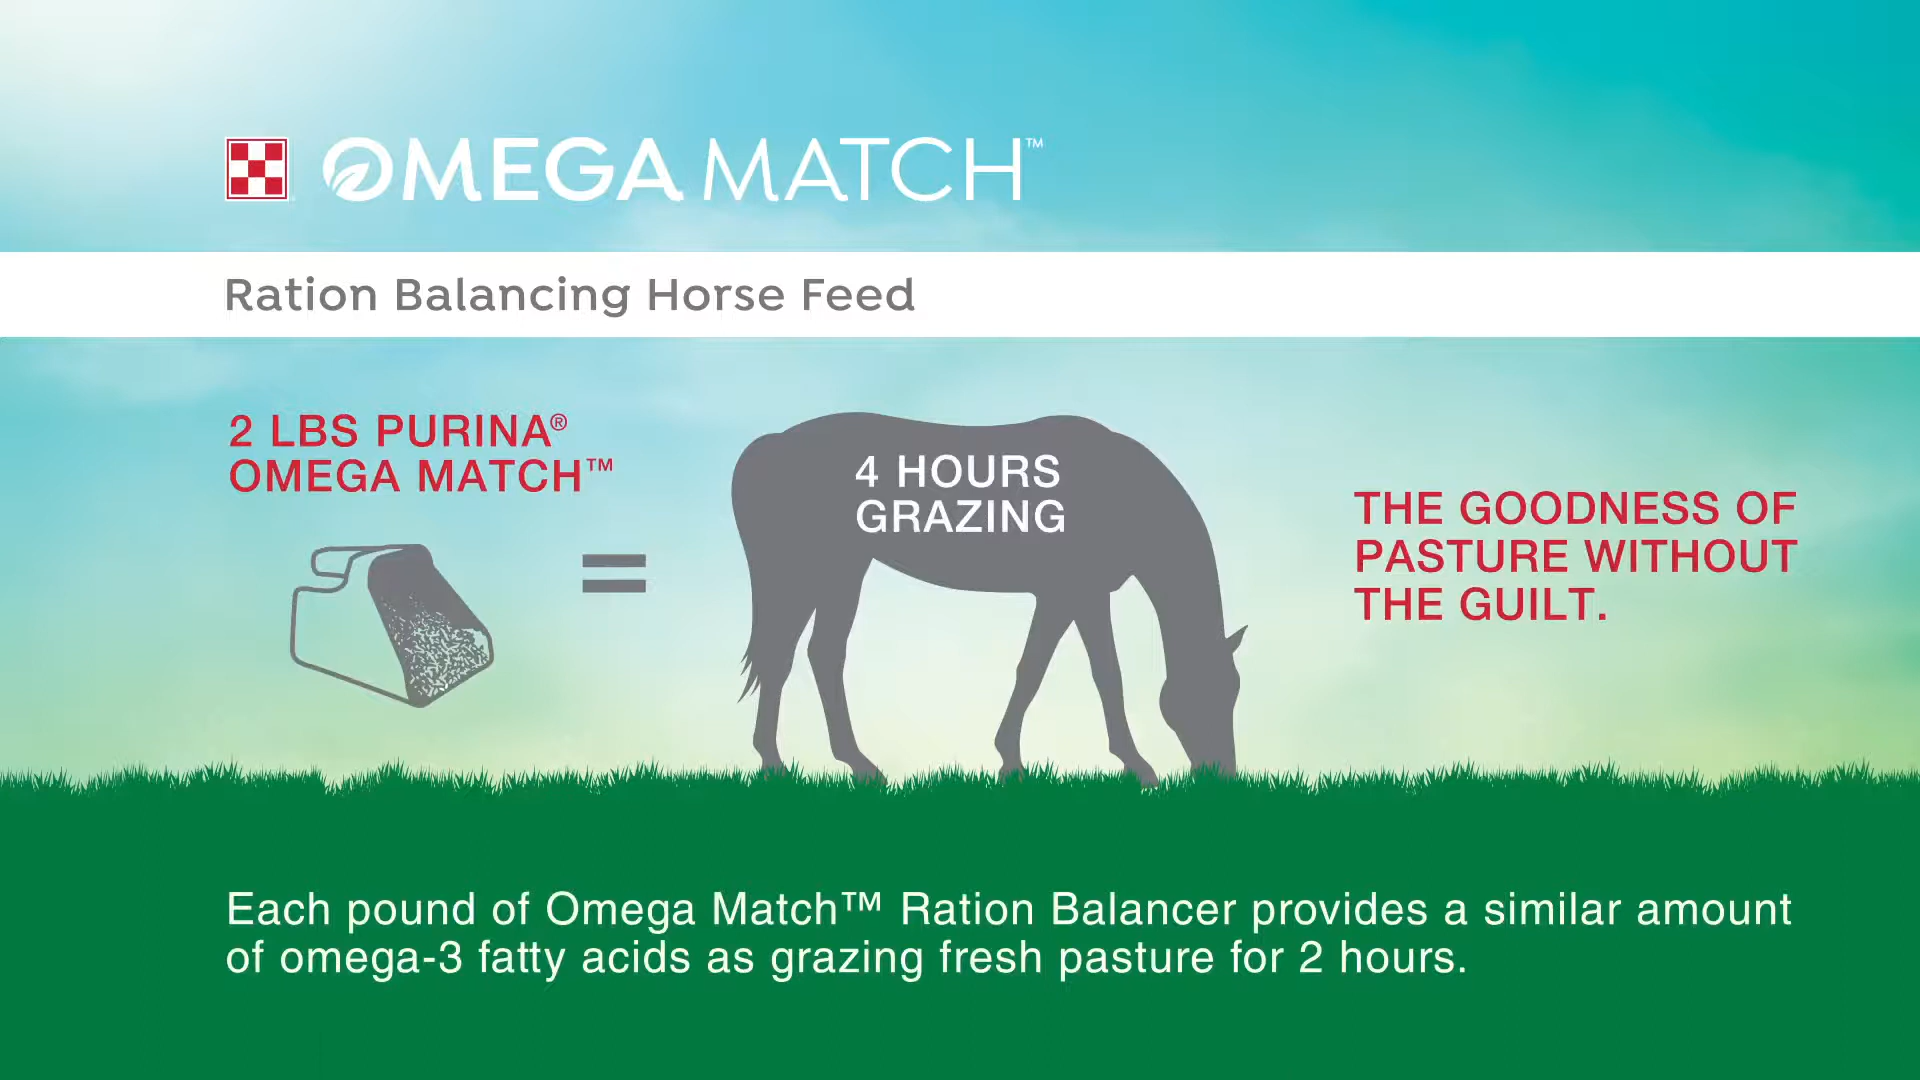 OMEGA MATCH™
Ration Balancing Horse Feed
2 LBS PURINA®
OMEGA MATCH™
=
4 HOURS
GRAZING
THE GOODNESS OF
PASTURE WITHOUT
THE GUILT.
Each pound of Omega Match™ Ration Balancer provides a similar amount
of omega-3 fatty acids as grazing fresh pasture for 2 hours.